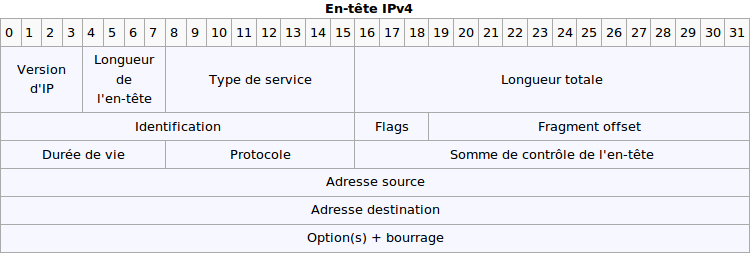 En-tête IPv4
0 1 2 3 4 5 6 7 8 9 10 11 12 13 14 15 16 17 18 19 20 21 22 23 24 25 26 27 28 29 30 31
Version d'IP
Longueur de l'en-tête
Type de service
Longueur totale
Identification
Flags
Fragment offset
Durée de vie
Protocole
Somme de contrôle de l'en-tête
Adresse source
Adresse destination
Option(s) + bourrage